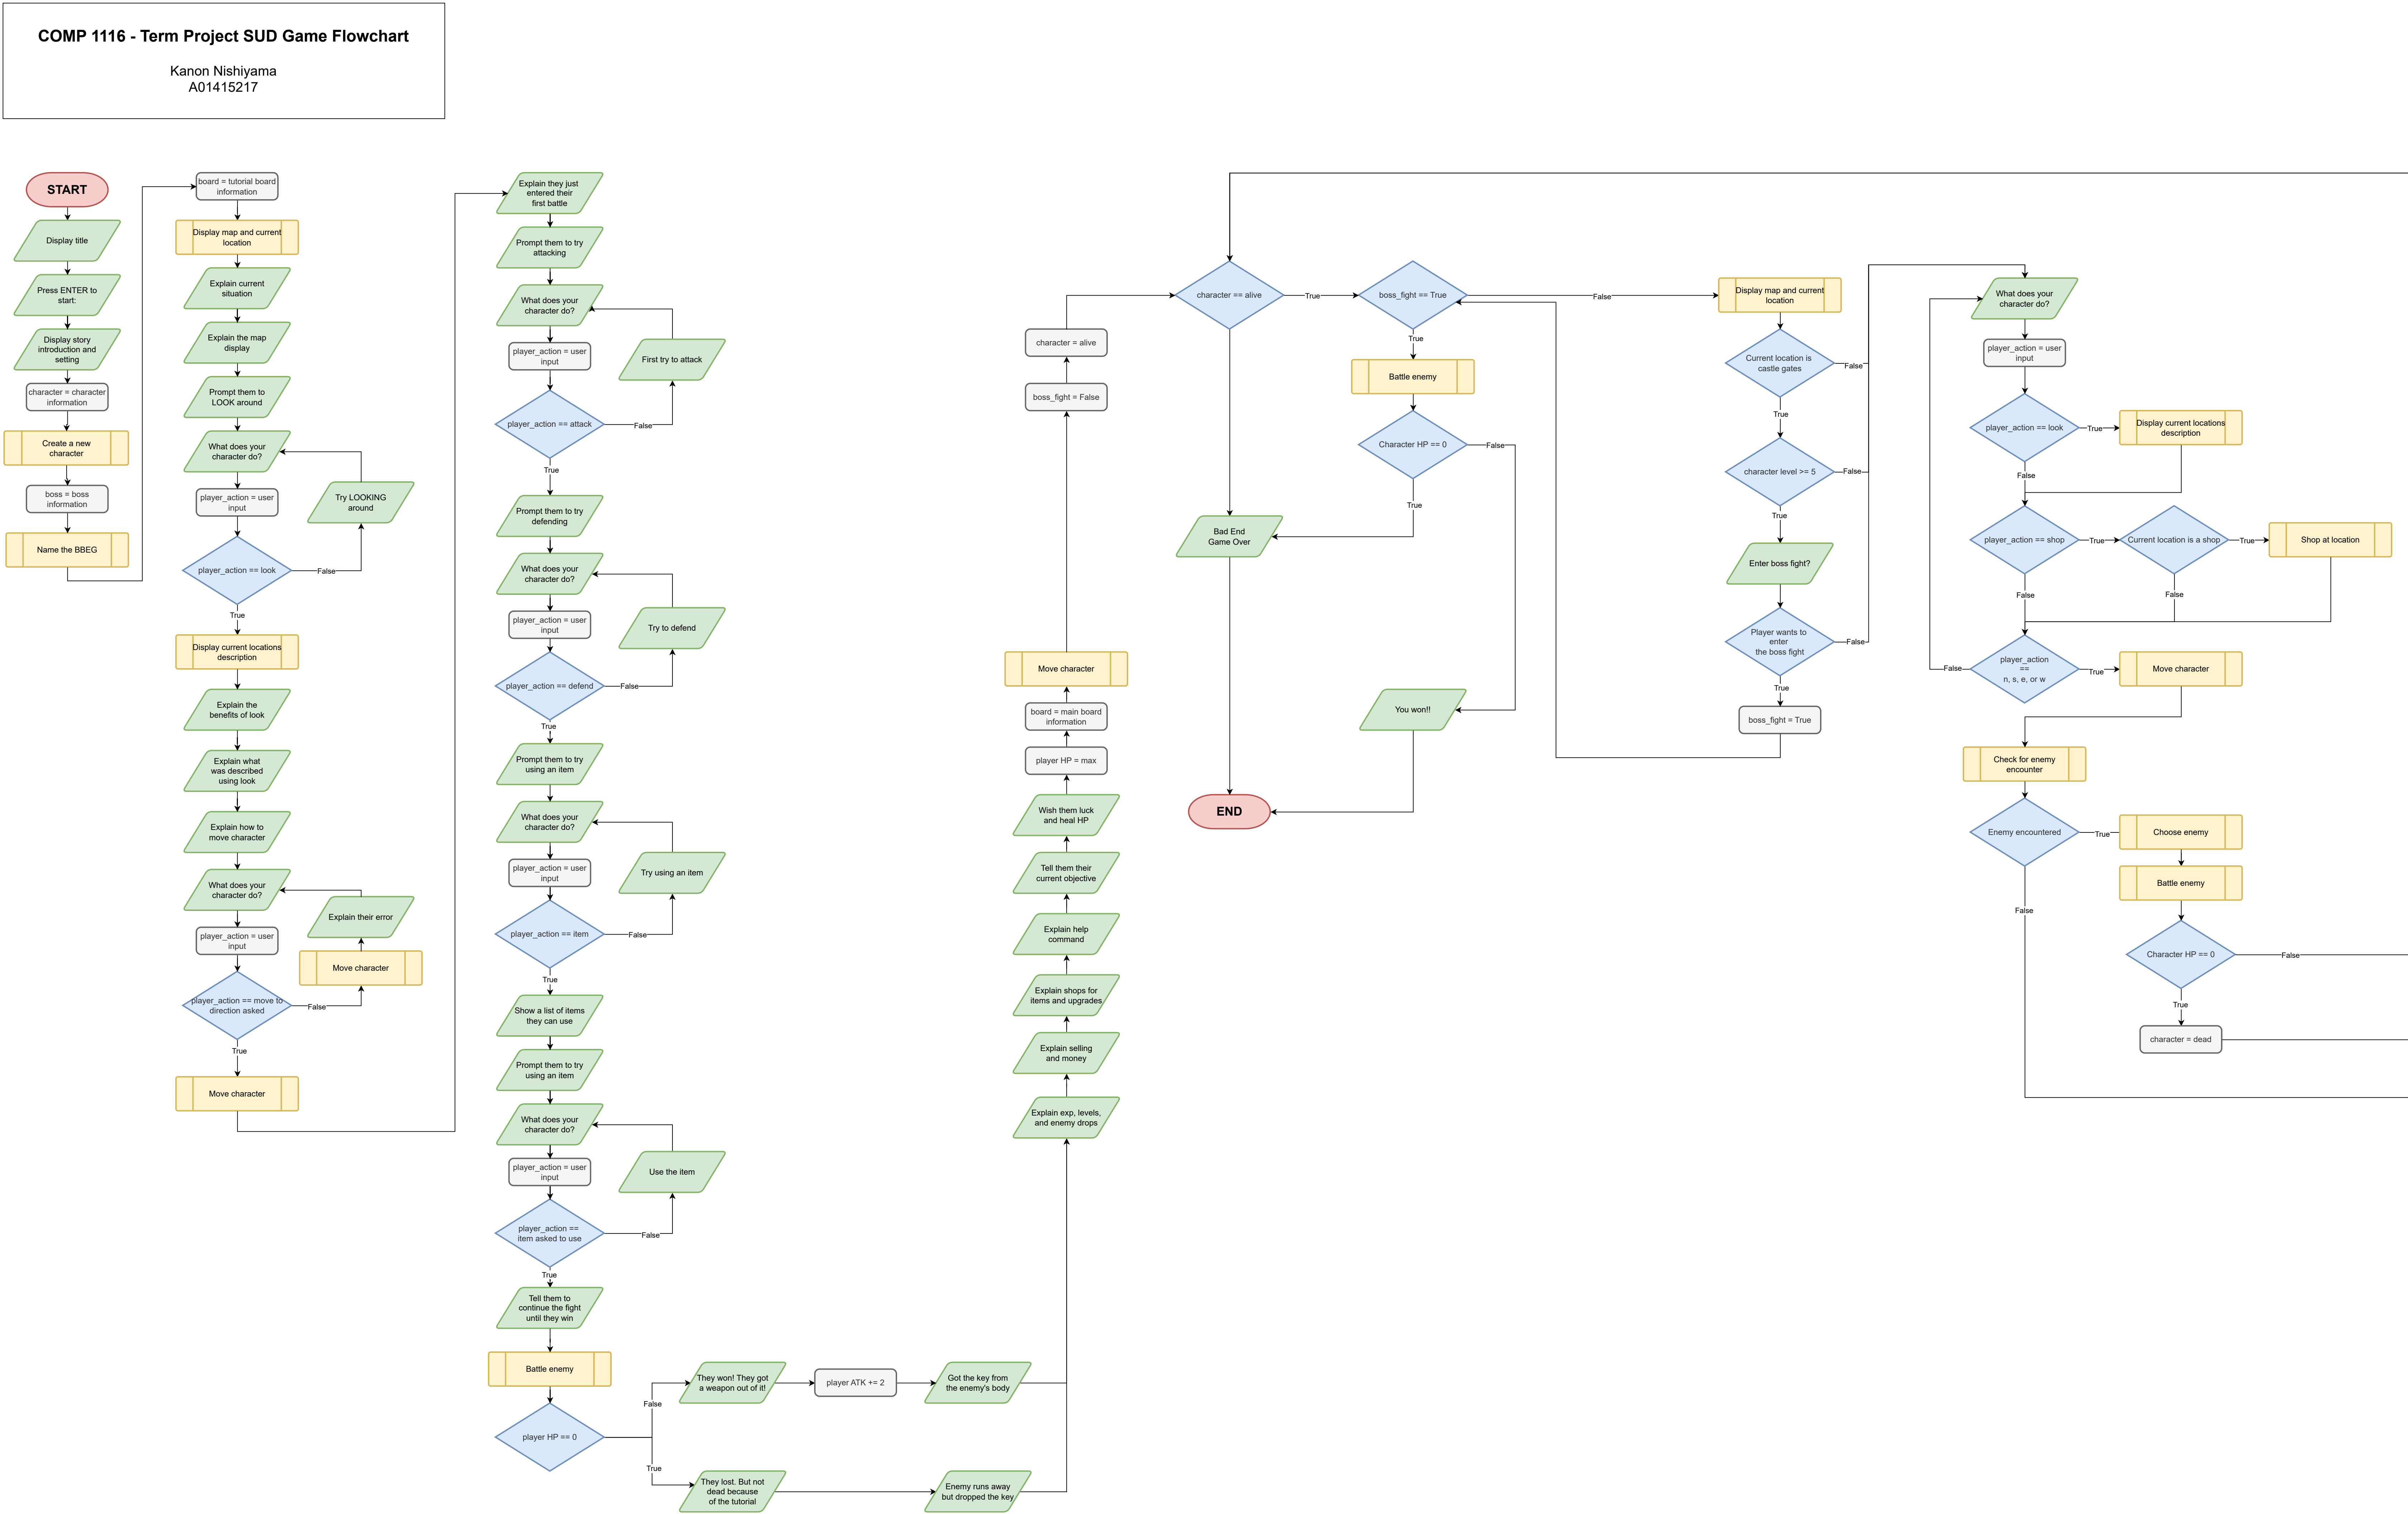 COMP 1116 - Term Project SUD Game Flowchart
Kanon Nishiyama
A01415217
START
Display title
Press ENTER to
start:
Display story
introduction and
setting
character = character
information
Create a new
character
boss = boss
information
Name the BBEG
board = tutorial board
information
Display map and current
location
Explain current
situation
Explain the map
display
Prompt them to
LOOK around
What does your
character do?
player_action = user
input
Try LOOKING
around
player_action == look
False
True
Display current locations
description
Explain the
benefits of look
Explain what
was described
using look
Explain how to
move character
What does your
character do?
Explain their error
player_action = user
input
Move character
player_action == move to
direction asked
False
True
Move character
Explain they just
entered their
first battle
Prompt them to try
attacking
What does your
character do?
player_action = user
input
First try to attack
player_action == attack
False
True
Prompt them to try
defending
What does your
character do?
player_action = user
input
Try to defend
player_action == defend
False
True
Prompt them to try
using an item
What does your
character do?
player_action = user
input
Try using an item
player_action == item
False
True
Show a list of items
they can use
Prompt them to try
using an item
What does your
character do?
player_action = user
input
Use the item
player_action ==
item asked to use
False
True
Tell them to
continue the fight
until they win
Battle enemy
player HP == 0
False
They won! They got
a weapon out of it!
player ATK += 2
Got the key from
the enemy's body
True
They lost. But not
dead because
of the tutorial
Enemy runs away
but dropped the key
Explain exp, levels,
and enemy drops
Explain selling
and money
Explain shops for
items and upgrades
Explain help
command
Tell them their
current objective
Wish them luck
and heal HP
player HP = max
board = main board
information
Move character
boss_fight = False
character = alive
character == alive
True
boss_fight == True
False
True
Battle enemy
Character HP == 0
False
True
Bad End
Game Over
You won!!
END
Display map and current
location
Current location is
castle gates
False
True
character level >= 5
False
True
Enter boss fight?
Player wants to
enter
the boss fight
False
True
boss_fight = True
What does your
character do?
player_action = user
input
player_action == look
True
Display current locations
description
False
player_action == shop
True
Current location is a shop
True
Shop at location
False
False
player_action
==
n, s, e, or w
False
True
Move character
Check for enemy
encounter
Enemy encountered
True
Choose enemy
Battle enemy
False
Character HP == 0
False
True
character = dead